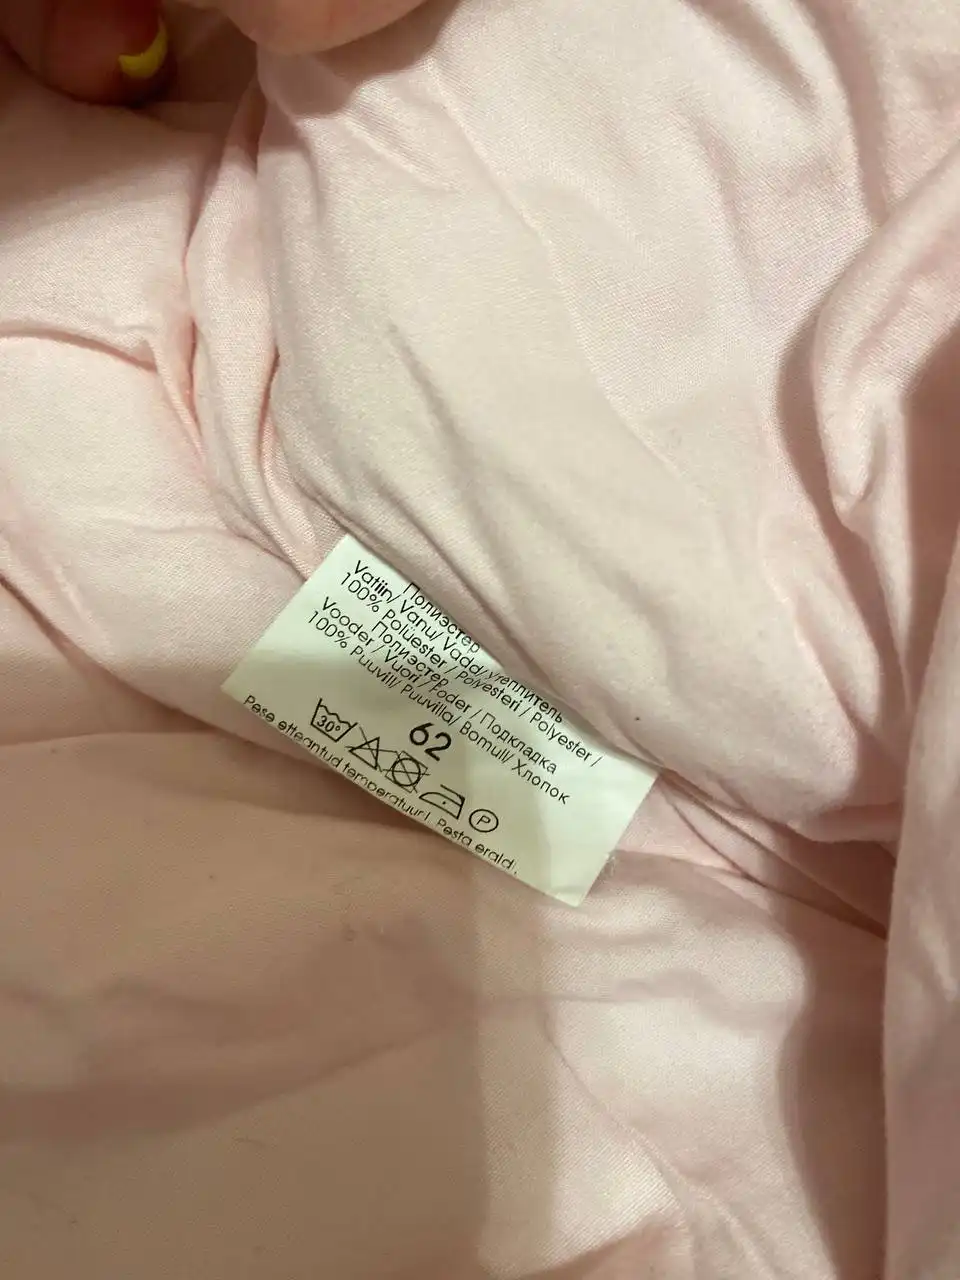 Полиэстер
Vatiin/ Vanu/ Vadd/ Утеплитель
100% Polüester / Polyesteri / Polyester /
Полиэстер
Vooder / Vuori / Foder / Подкладка
100% Puuvill/ Puuvilla/ Bomull/ Хлопок
62
30° P
Pese etteantud temperatuuril. Pesta eraldi.